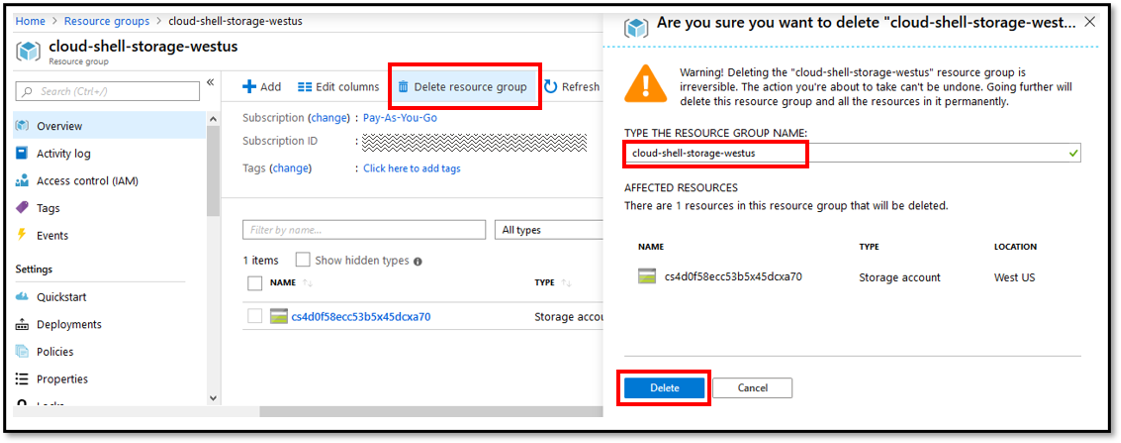 Home > Resource groups > cloud-shell-storage-westus
cloud-shell-storage-westus
Resource group
Search (Ctrl+/)
Overview
Activity log
Access control (IAM)
Tags
Events
Settings
Quickstart
Deployments
Policies
Properties
Locks
Add Edit columns Delete resource group Refresh
Subscription (change) : Pay-As-You-Go
Subscription ID :
Tags (change) : Click here to add tags
Filter by name... All types
1 items Show hidden types
NAME TYPE
cs4d0f58ecc53b5x45dcxa70 Storage accou
Are you sure you want to delete "cloud-shell-storage-west...
Warning! Deleting the "cloud-shell-storage-westus" resource group is
irreversible. The action you're about to take can't be undone. Going further will
delete this resource group and all the resources in it permanently.
TYPE THE RESOURCE GROUP NAME:
cloud-shell-storage-westus
AFFECTED RESOURCES
There are 1 resources in this resource group that will be deleted.
NAME TYPE LOCATION
cs4d0f58ecc53b5x45dcxa70 Storage account West US
Delete Cancel